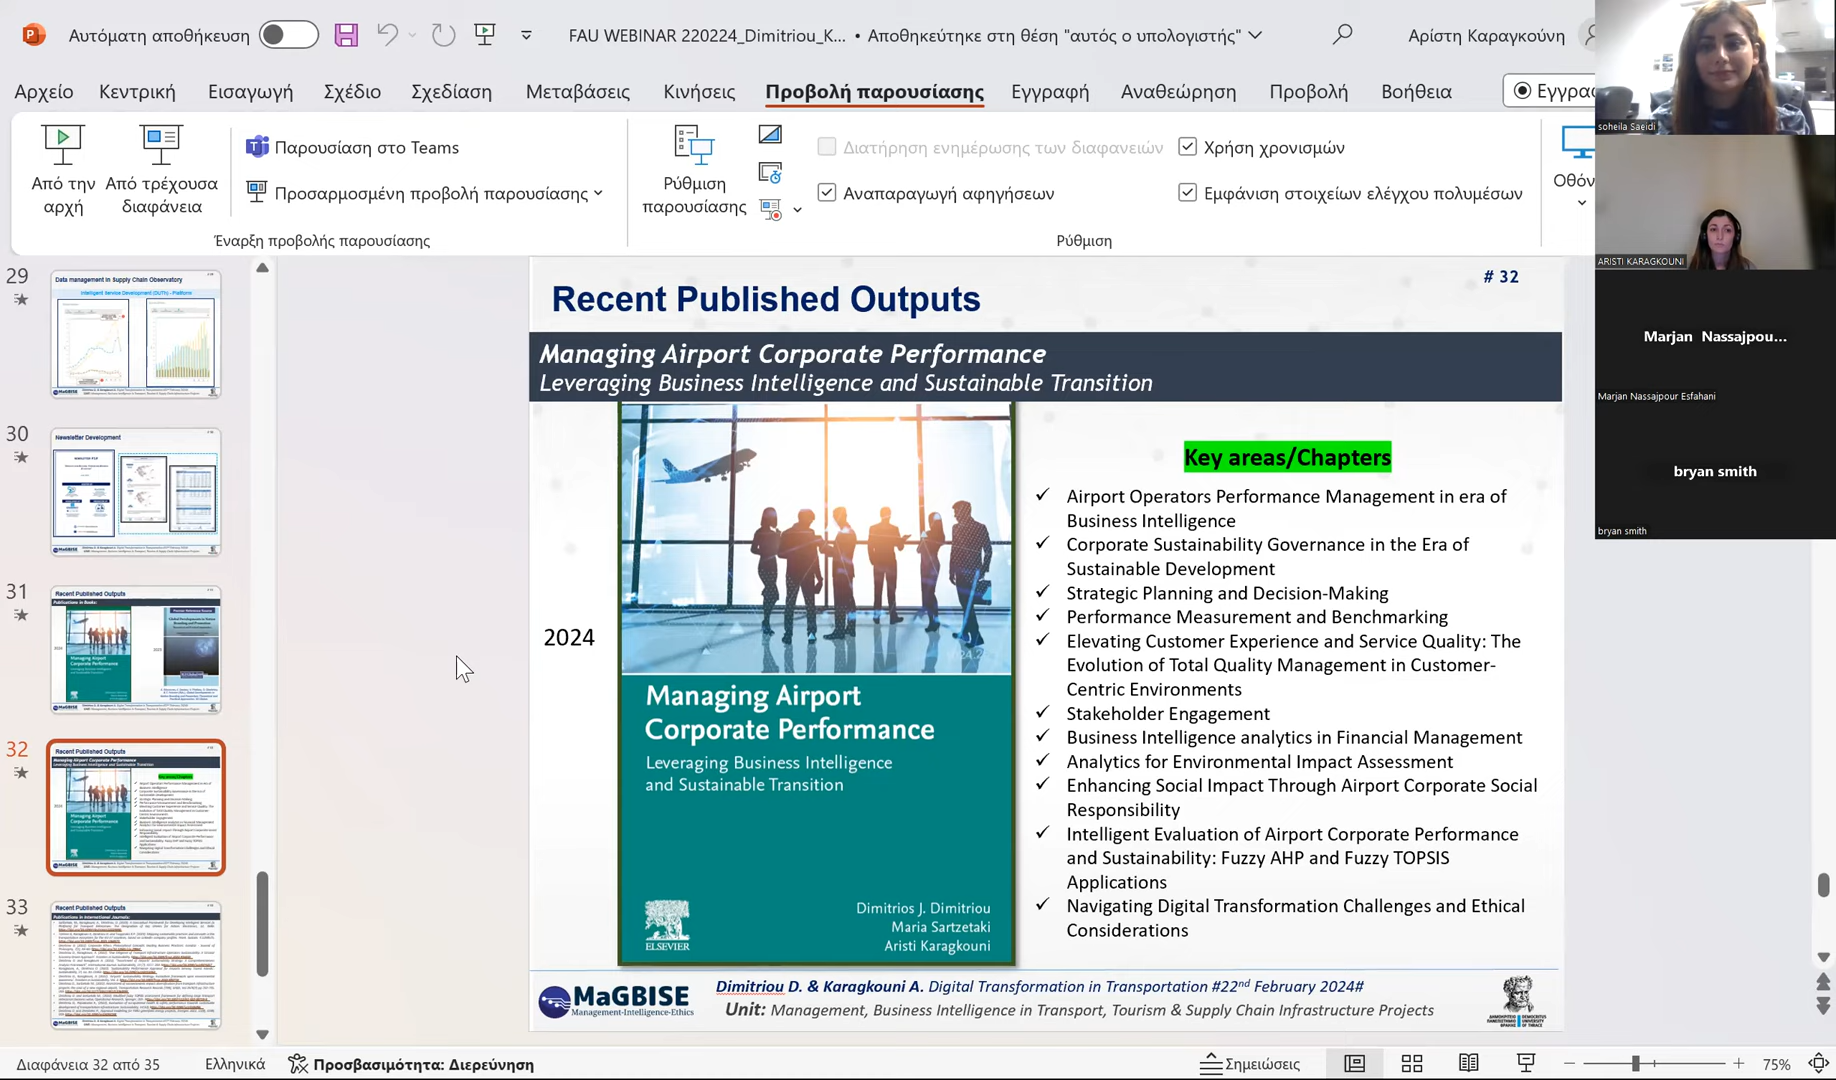 Αυτόματη αποθήκευση
FAU WEBINAR 220224_Dimitriou_K... • Αποθηκεύτηκε στη θέση "αυτός ο υπολογιστής"
Αρίστη Καραγκούνη
Αρχείο Κεντρική Εισαγωγή Σχέδιο Σχεδίαση Μεταβάσεις Κινήσεις Προβολή παρουσίασης Εγγραφή Αναθεώρηση Προβολή Βοήθεια
Από την αρχή
Από τρέχουσα διαφάνεια
Παρουσίαση στο Teams
Προσαρμοσμένη προβολή παρουσίασης
Έναρξη προβολής παρουσίασης
Ρύθμιση παρουσίασης
Διατήρηση ενημέρωσης των διαφανειών
Αναπαραγωγή αφηγήσεων
Χρήση χρονισμών
Εμφάνιση στοιχείων ελέγχου πολυμέσων
Ρύθμιση
soheila Saeidi
ARISTI KARAGKOUNI
Marjan Nassajpou...
Marjan Nassajpour Esfahani
bryan smith
bryan smith
29
Data management in Supply Chain Observatory
Intelligent Service Development (DUTH) - Platform
30
Newsletter Development
31
Recent Published Outputs
Publications in Books:
32
Recent Published Outputs
33
Recent Published Outputs
Publications in International Journals:
# 32
Recent Published Outputs
Managing Airport Corporate Performance
Leveraging Business Intelligence and Sustainable Transition
2024
Managing Airport
Corporate Performance
Leveraging Business Intelligence
and Sustainable Transition
ELSEVIER
Dimitrios J. Dimitriou
Maria Sartzetaki
Aristi Karagkouni
Key areas/Chapters
✓ Airport Operators Performance Management in era of
Business Intelligence
✓ Corporate Sustainability Governance in the Era of
Sustainable Development
✓ Strategic Planning and Decision-Making
✓ Performance Measurement and Benchmarking
✓ Elevating Customer Experience and Service Quality: The
Evolution of Total Quality Management in Customer-
Centric Environments
✓ Stakeholder Engagement
✓ Business Intelligence analytics in Financial Management
✓ Analytics for Environmental Impact Assessment
✓ Enhancing Social Impact Through Airport Corporate Social
Responsibility
✓ Intelligent Evaluation of Airport Corporate Performance
and Sustainability: Fuzzy AHP and Fuzzy TOPSIS
Applications
✓ Navigating Digital Transformation Challenges and Ethical
Considerations
MaGBISE
Management-Intelligence-Ethics
Dimitriou D. & Karagkouni A. Digital Transformation in Transportation #22nd February 2024#
Unit: Management, Business Intelligence in Transport, Tourism & Supply Chain Infrastructure Projects
Διαφάνεια 32 από 35
Ελληνικά
Προσβασιμότητα: Διερεύνηση
Σημειώσεις
75%